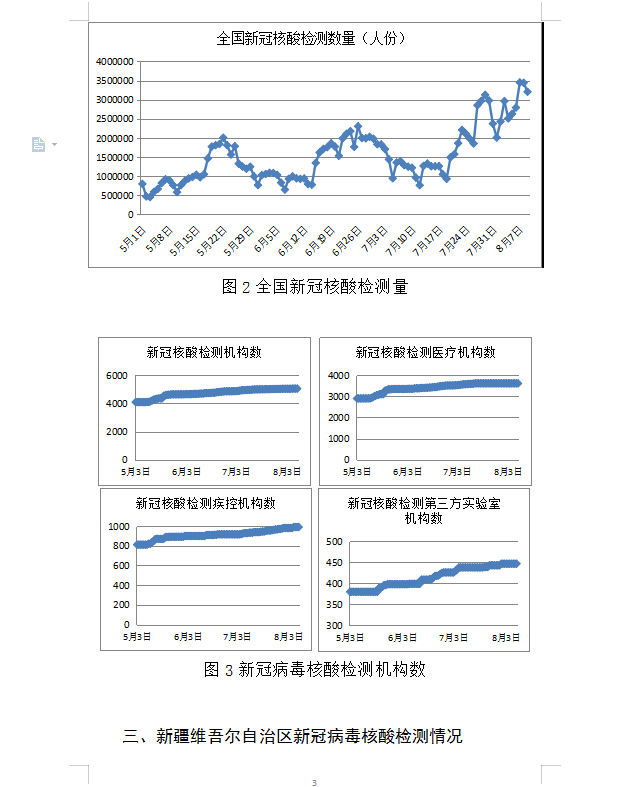 全国新冠核酸检测数量（人份）
4000000
3500000
3000000
2500000
2000000
1500000
1000000
500000
0
5月1日 5月8日 5月15日 5月22日 5月29日 6月5日 6月12日 6月19日 6月26日 7月3日 7月10日 7月17日 7月24日 7月31日 8月7日
图 2 全国新冠核酸检测量
新冠核酸检测机构数
6000
4000
2000
0
5月3日 6月3日 7月3日 8月3日
新冠核酸检测医疗机构数
4000
3000
2000
1000
0
5月3日 6月3日 7月3日 8月3日
新冠核酸检测疾控机构数
1000
800
600
400
200
0
5月3日 6月3日 7月3日 8月3日
新冠核酸检测第三方实验室
机构数
500
450
400
350
300
5月3日 6月3日 7月3日 8月3日
图 3 新冠病毒核酸检测机构数
三、新疆维吾尔自治区新冠病毒核酸检测情况
3